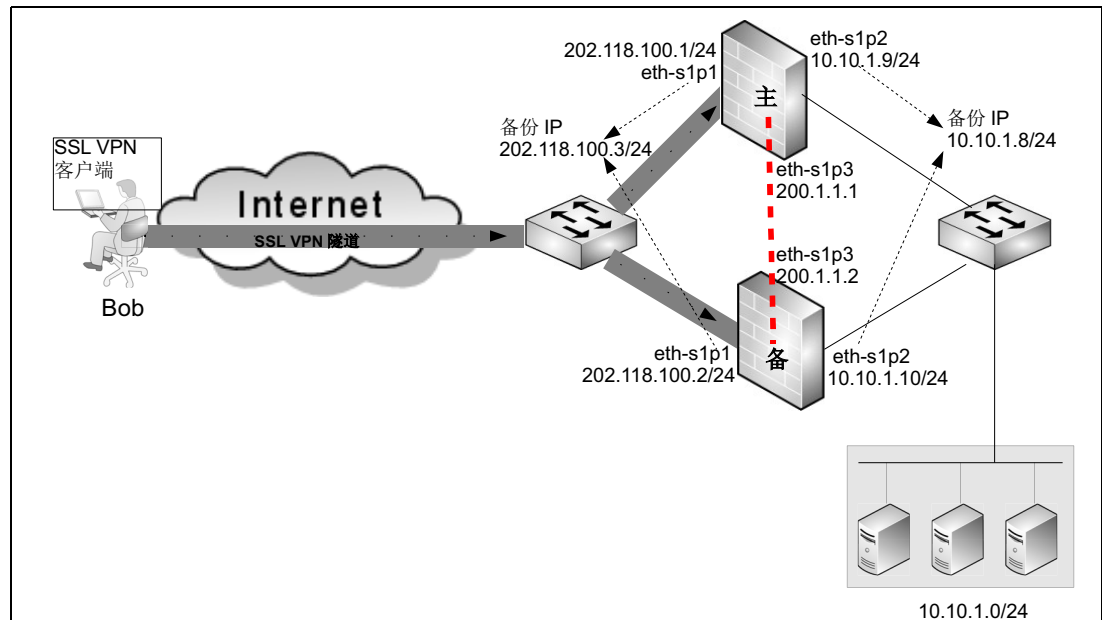 202.118.100.1/24
eth-s1p1
eth-s1p2
10.10.1.9/24
主
备份 IP
202.118.100.3/24
备份 IP
10.10.1.8/24
SSL VPN
客户端
Internet
SSL VPN 隧道
Bob
eth-s1p3
200.1.1.1
eth-s1p3
200.1.1.2
备
eth-s1p1
202.118.100.2/24
eth-s1p2
10.10.1.10/24
10.10.1.0/24